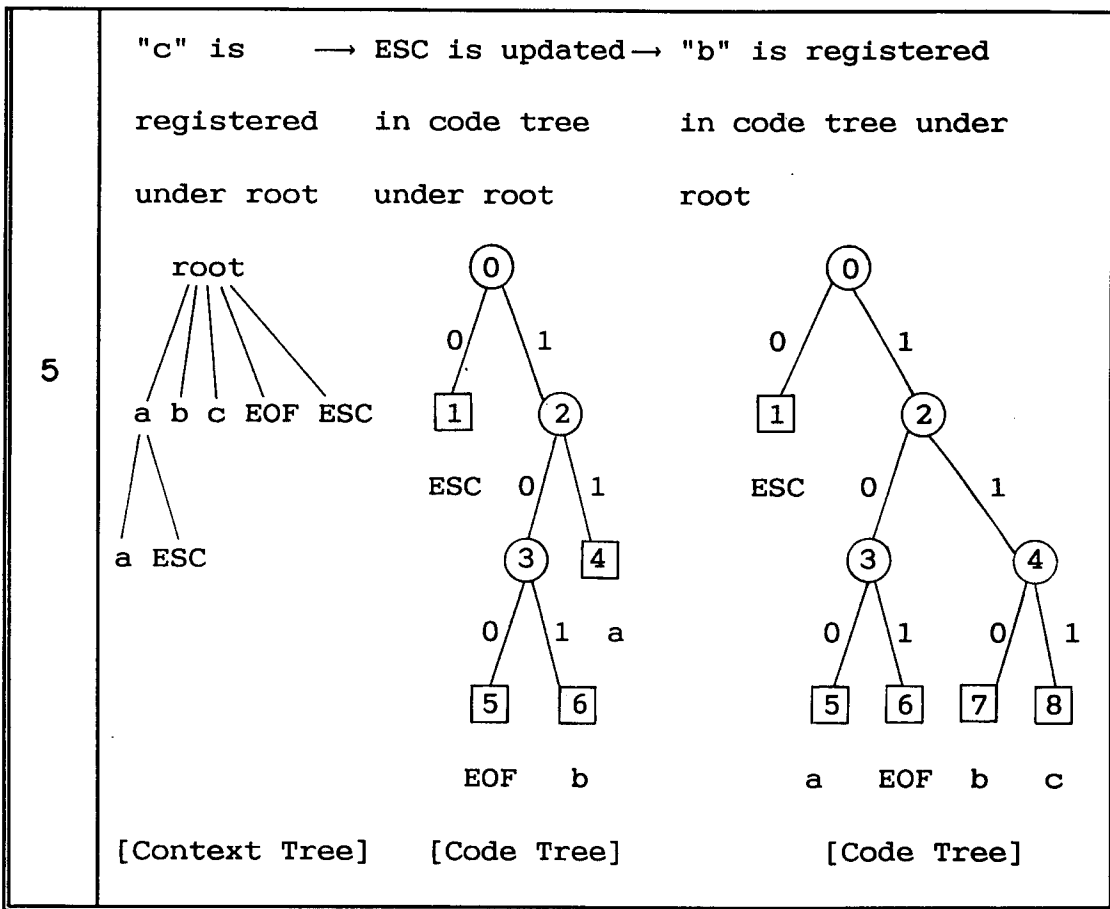 "c" is → ESC is updated → "b" is registered
registered in code tree in code tree under
under root under root root
root 0 0
0 1 0 1
5
a b c EOF ESC 1 2 1 2
ESC 0 1 ESC 0 1
a ESC 3 4 3 4
0 1 a 0 1 0 1
5 6 5 6 7 8
EOF b a EOF b c
[Context Tree] [Code Tree] [Code Tree]